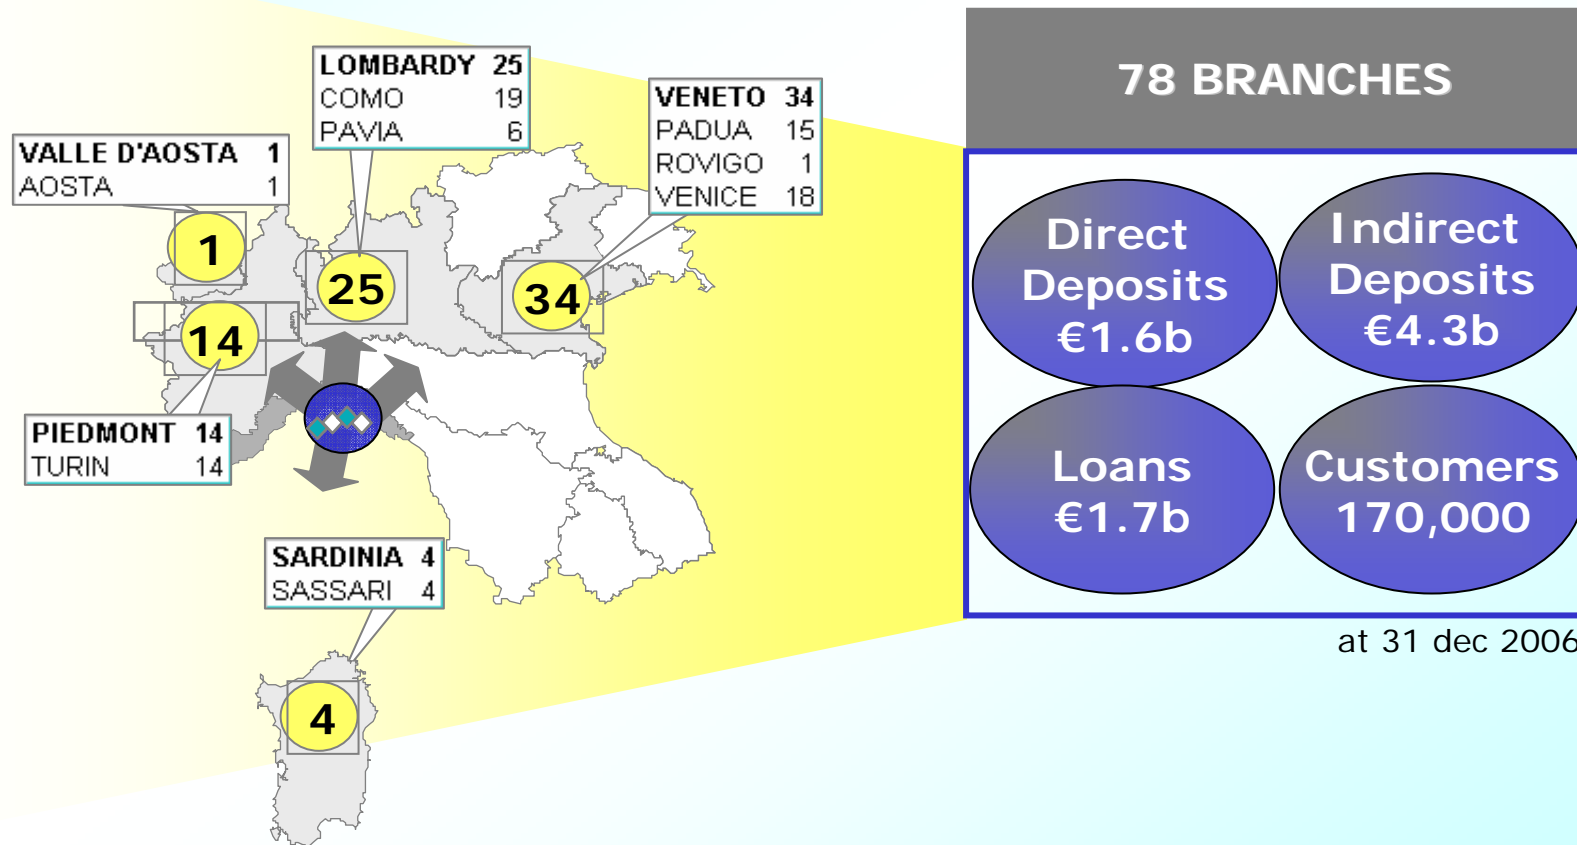 LOMBARDY 25
COMO 19
PAVIA 6
VENETO 34
PADUA 15
ROVIGO 1
VENICE 18
VALLE D'AOSTA 1
AOSTA 1
1
25
34
14
PIEDMONT 14
TURIN 14
SARDINIA 4
SASSARI 4
4
78 BRANCHES
Direct
Deposits
€1.6b
Indirect
Deposits
€4.3b
Loans
€1.7b
Customers
170,000
at 31 dec 2006